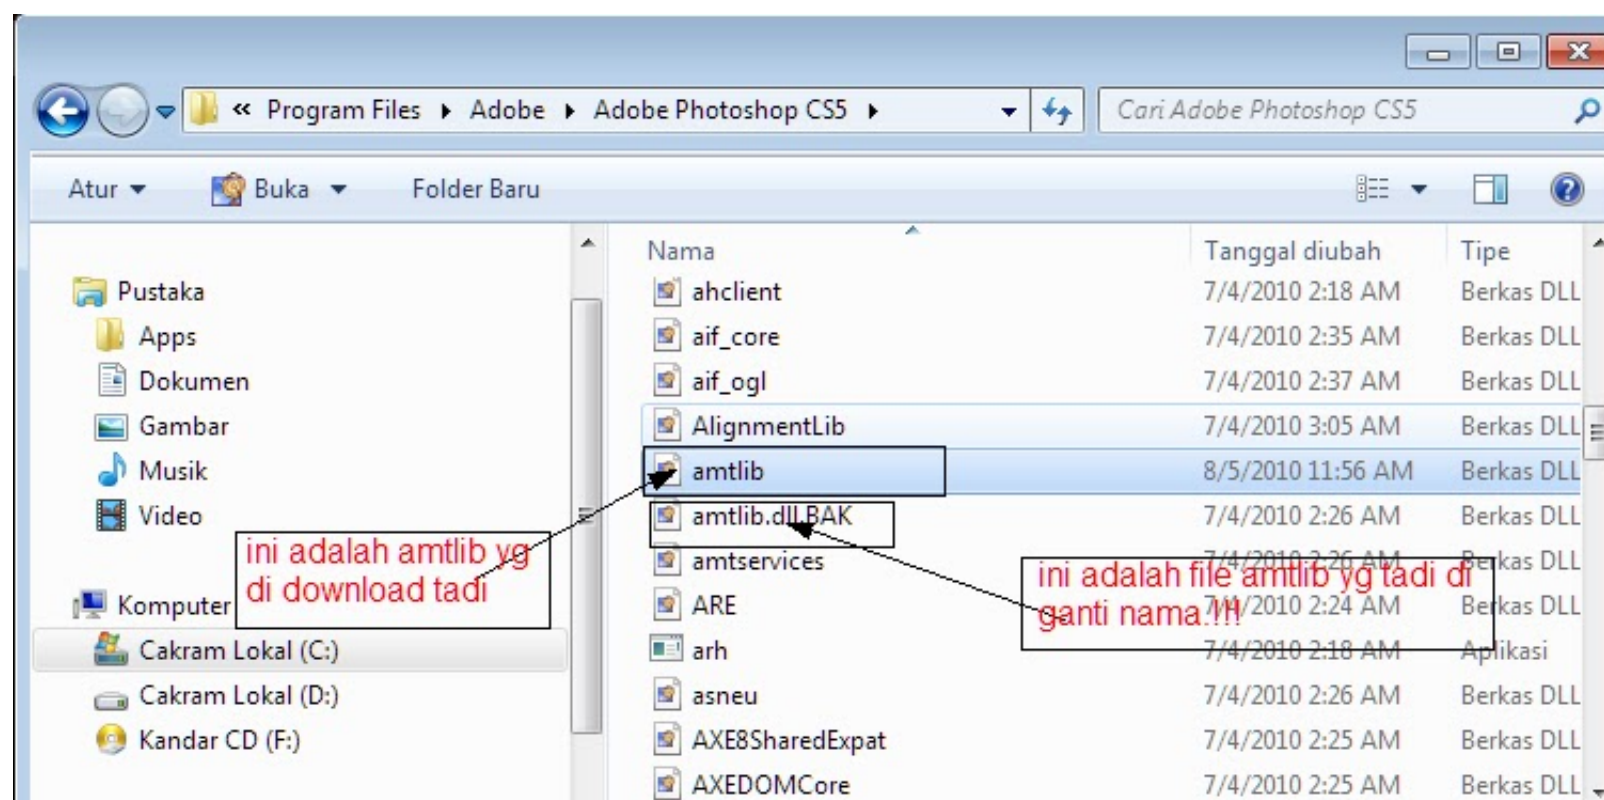 « Program Files Adobe Adobe Photoshop CS5 Cari Adobe Photoshop CS5
Atur Buka Folder Baru
Nama Tanggal diubah Tipe
Pustaka
Apps
Dokumen
Gambar
Musik
Video
Komputer
Cakram Lokal (C:)
Cakram Lokal (D:)
Kandar CD (F:)
ahclient 7/4/2010 2:18 AM Berkas DLL
aif_core 7/4/2010 2:35 AM Berkas DLL
aif_ogl 7/4/2010 2:37 AM Berkas DLL
AlignmentLib 7/4/2010 3:05 AM Berkas DLL
amtlib 8/5/2010 11:56 AM Berkas DLL
amtlib.dll.BAK 7/4/2010 2:26 AM Berkas DLL
amtservices 7/4/2010 2:26 AM Berkas DLL
ARE 7/4/2010 2:24 AM Berkas DLL
arh 7/4/2010 2:18 AM Aplikasi
asneu 7/4/2010 2:26 AM Berkas DLL
AXE8SharedExpat 7/4/2010 2:25 AM Berkas DLL
AXEDOMCore 7/4/2010 2:25 AM Berkas DLL
ini adalah amtlib yg
di download tadi
ini adalah file amtlib yg tadi di
ganti nama.!!!